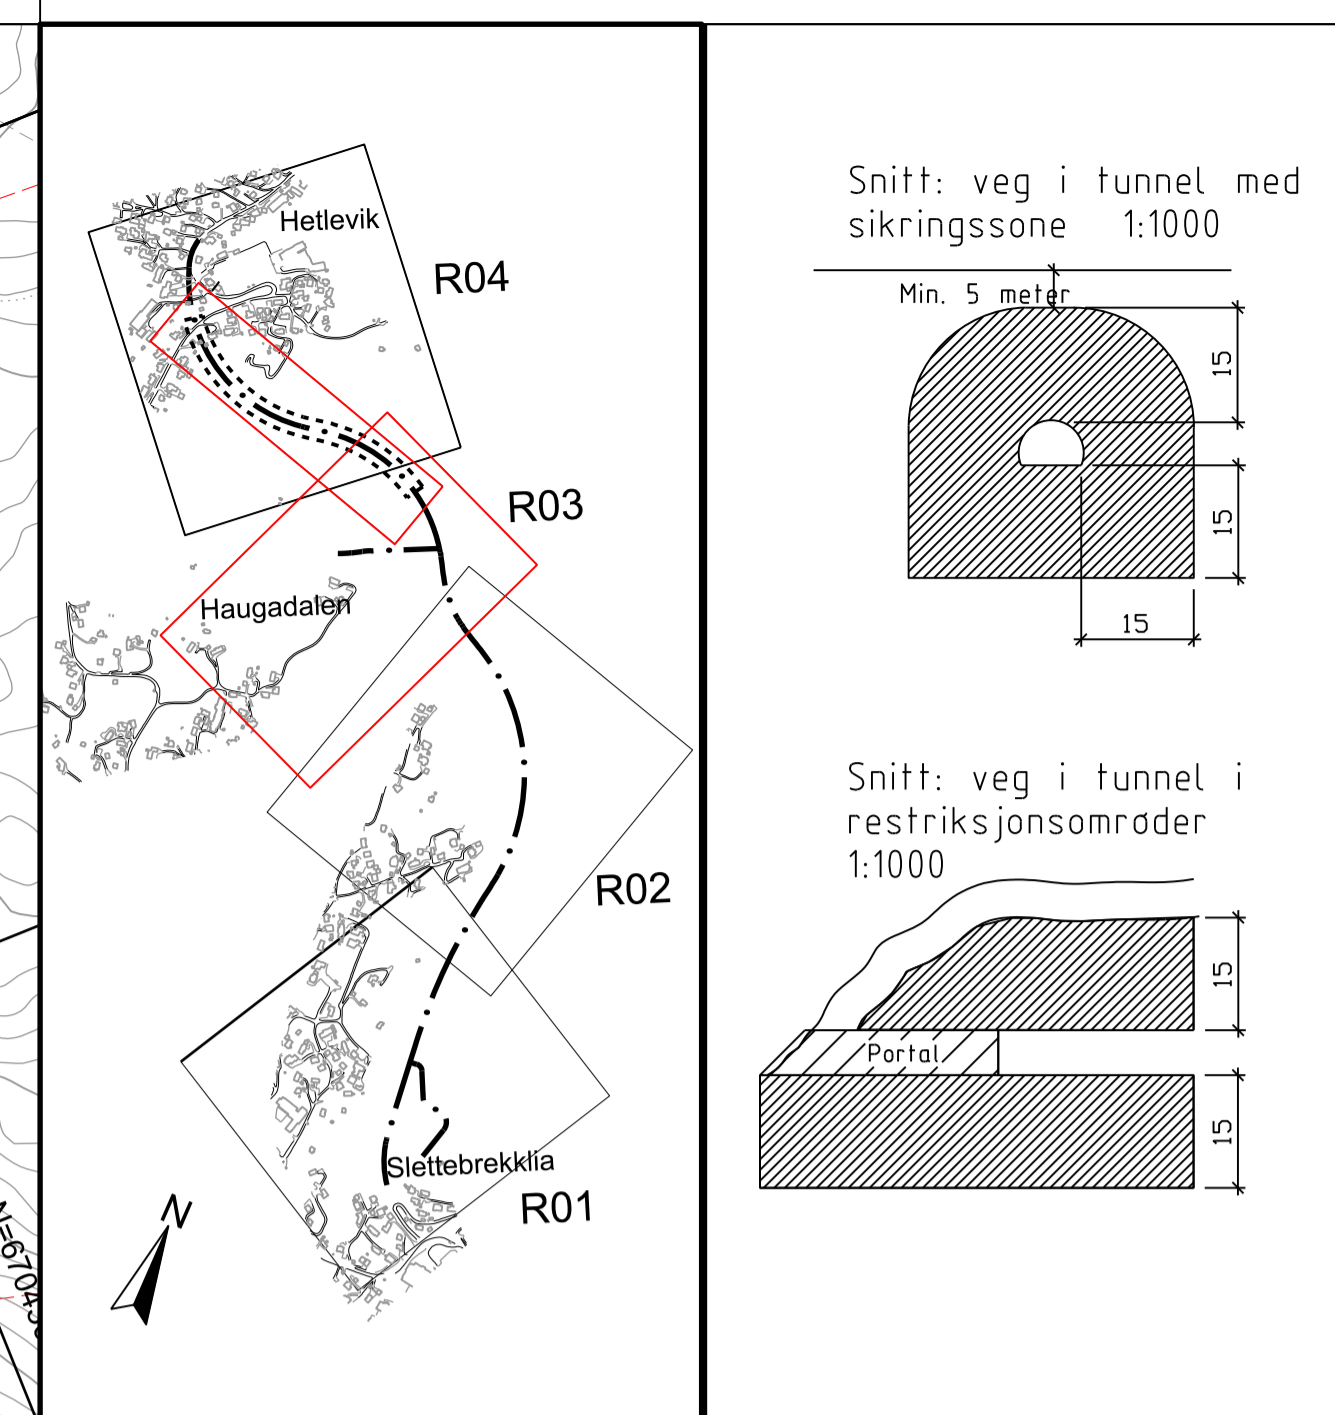 Hetlevik
R04
R03
Haugadalen
R02
Slettebrekklia
R01
N
Snitt: veg i tunnel med
sikringssone 1:1000
Min. 5 meter
15
15
15
Snitt: veg i tunnel i
restriksjonsområder
1:1000
Portal
15
15